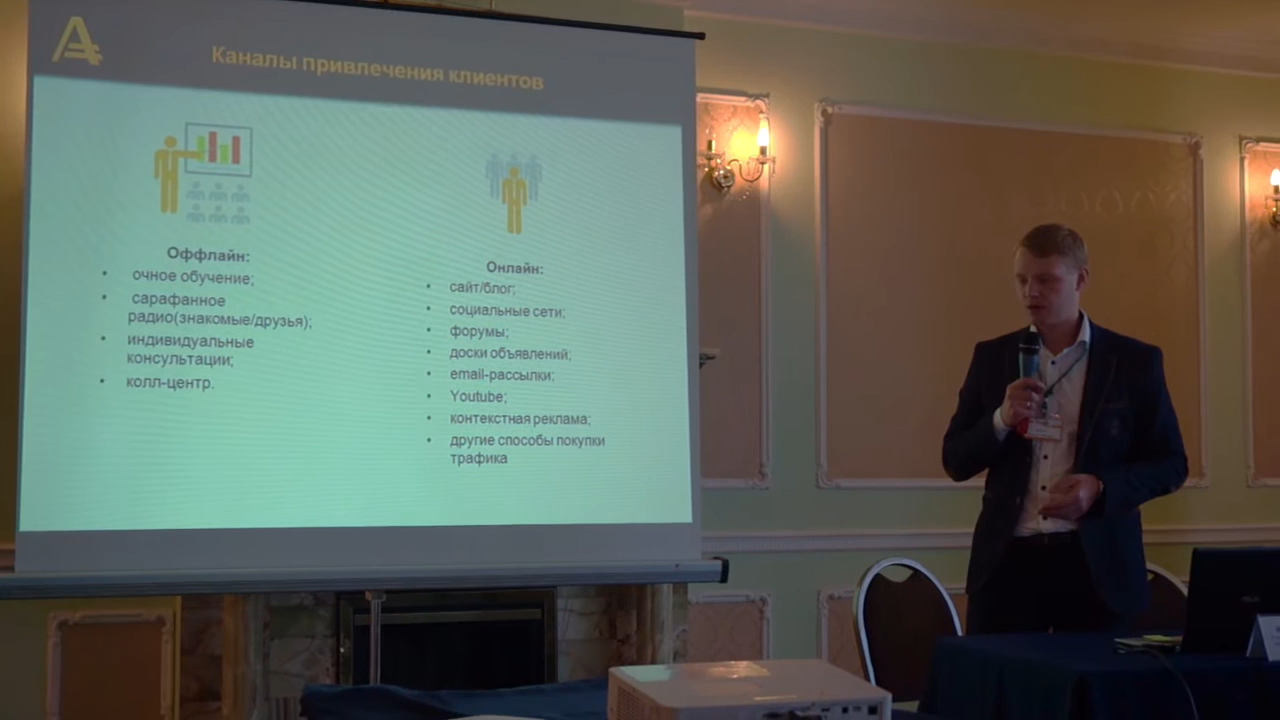 Каналы привлечения клиентов
Оффлайн:
• очное обучение;
• сарафанное
радио(знакомые/друзья);
• индивидуальные
консультации;
• колл-центр.
Онлайн:
• сайт/блог;
• социальные сети;
• форумы;
• доски объявлений;
• email-рассылки;
• Youtube;
• контекстная реклама;
• другие способы покупки
трафика